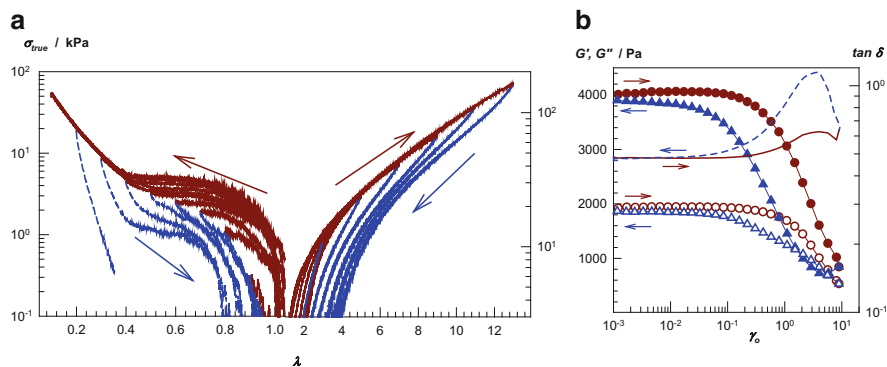 a
b
σtrue / kPa
G', G'' / Pa
tan δ
10²
10¹
10⁰
10⁻¹
10²
10¹
0.2 0.4 0.6 0.8 1.0 2 4 6 8 10 12
λ
4000
3000
2000
1000
10⁰
10⁻¹
10⁻³ 10⁻² 10⁻¹ 10⁰ 10¹
γo